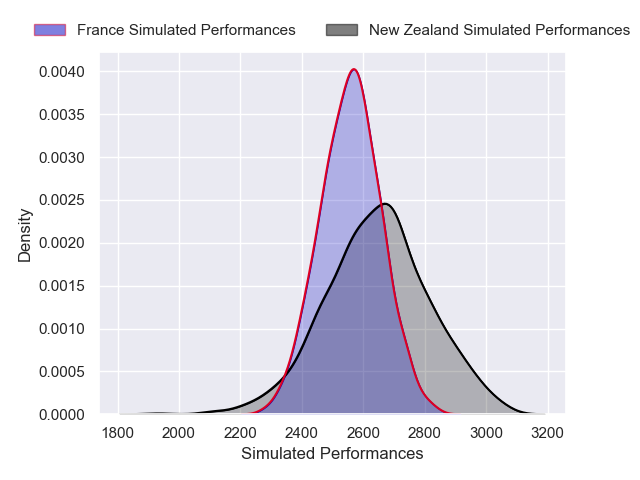 France Simulated Performances
New Zealand Simulated Performances
0.0040
0.0035
0.0030
0.0025
0.0020
0.0015
0.0010
0.0005
0.0000
Density
1800 2000 2200 2400 2600 2800 3000 3200
Simulated Performances